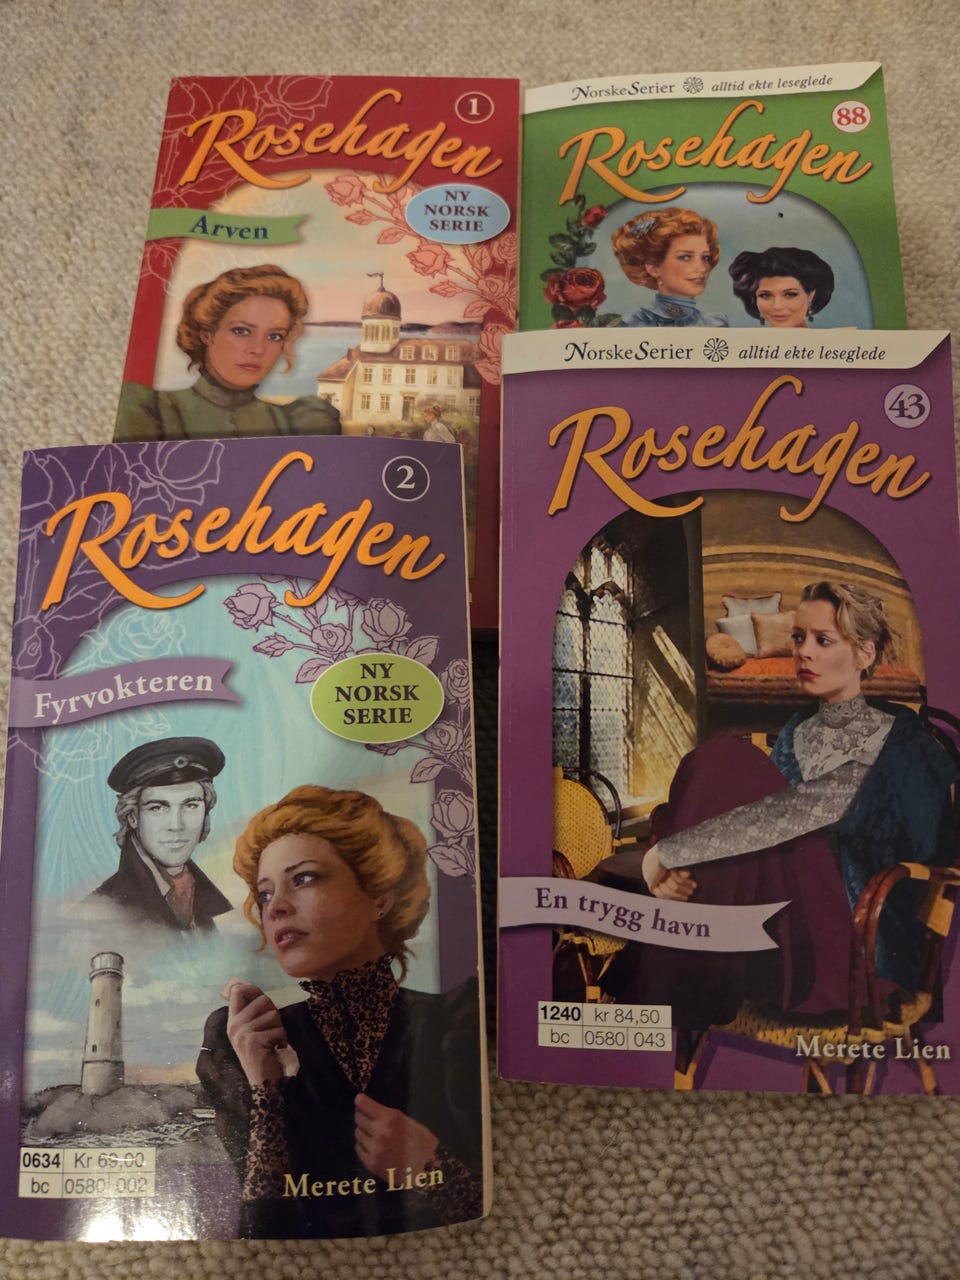 Rosehagen
1
NY
NORSK
SERIE
Arven
NorskeSerier alltid ekte leseglede
88
Rosehagen
Rosehagen
2
Fyrvokteren
NY
NORSK
SERIE
0634 Kr 69,00
bc 0580 002
Merete Lien
NorskeSerier alltid ekte leseglede
43
Rosehagen
En trygg havn
1240 kr 84,50
bc 0580 043
Merete Lien